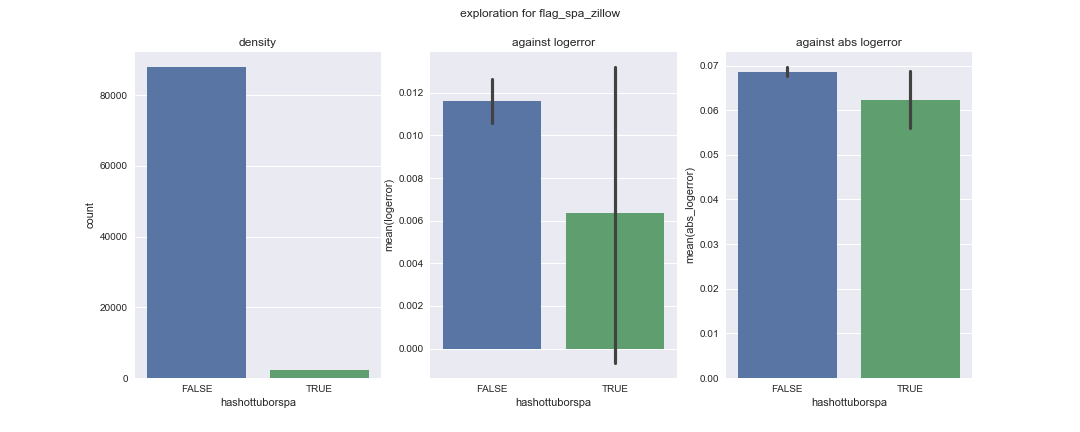 exploration for flag_spa_zillow
density
80000
60000
40000
20000
0
count
FALSE
TRUE
hashottuborspa
against logerror
0.012
0.010
0.008
0.006
0.004
0.002
0.000
mean(logerror)
FALSE
TRUE
hashottuborspa
against abs logerror
0.07
0.06
0.05
0.04
0.03
0.02
0.01
0.00
mean(abs_logerror)
FALSE
TRUE
hashottuborspa